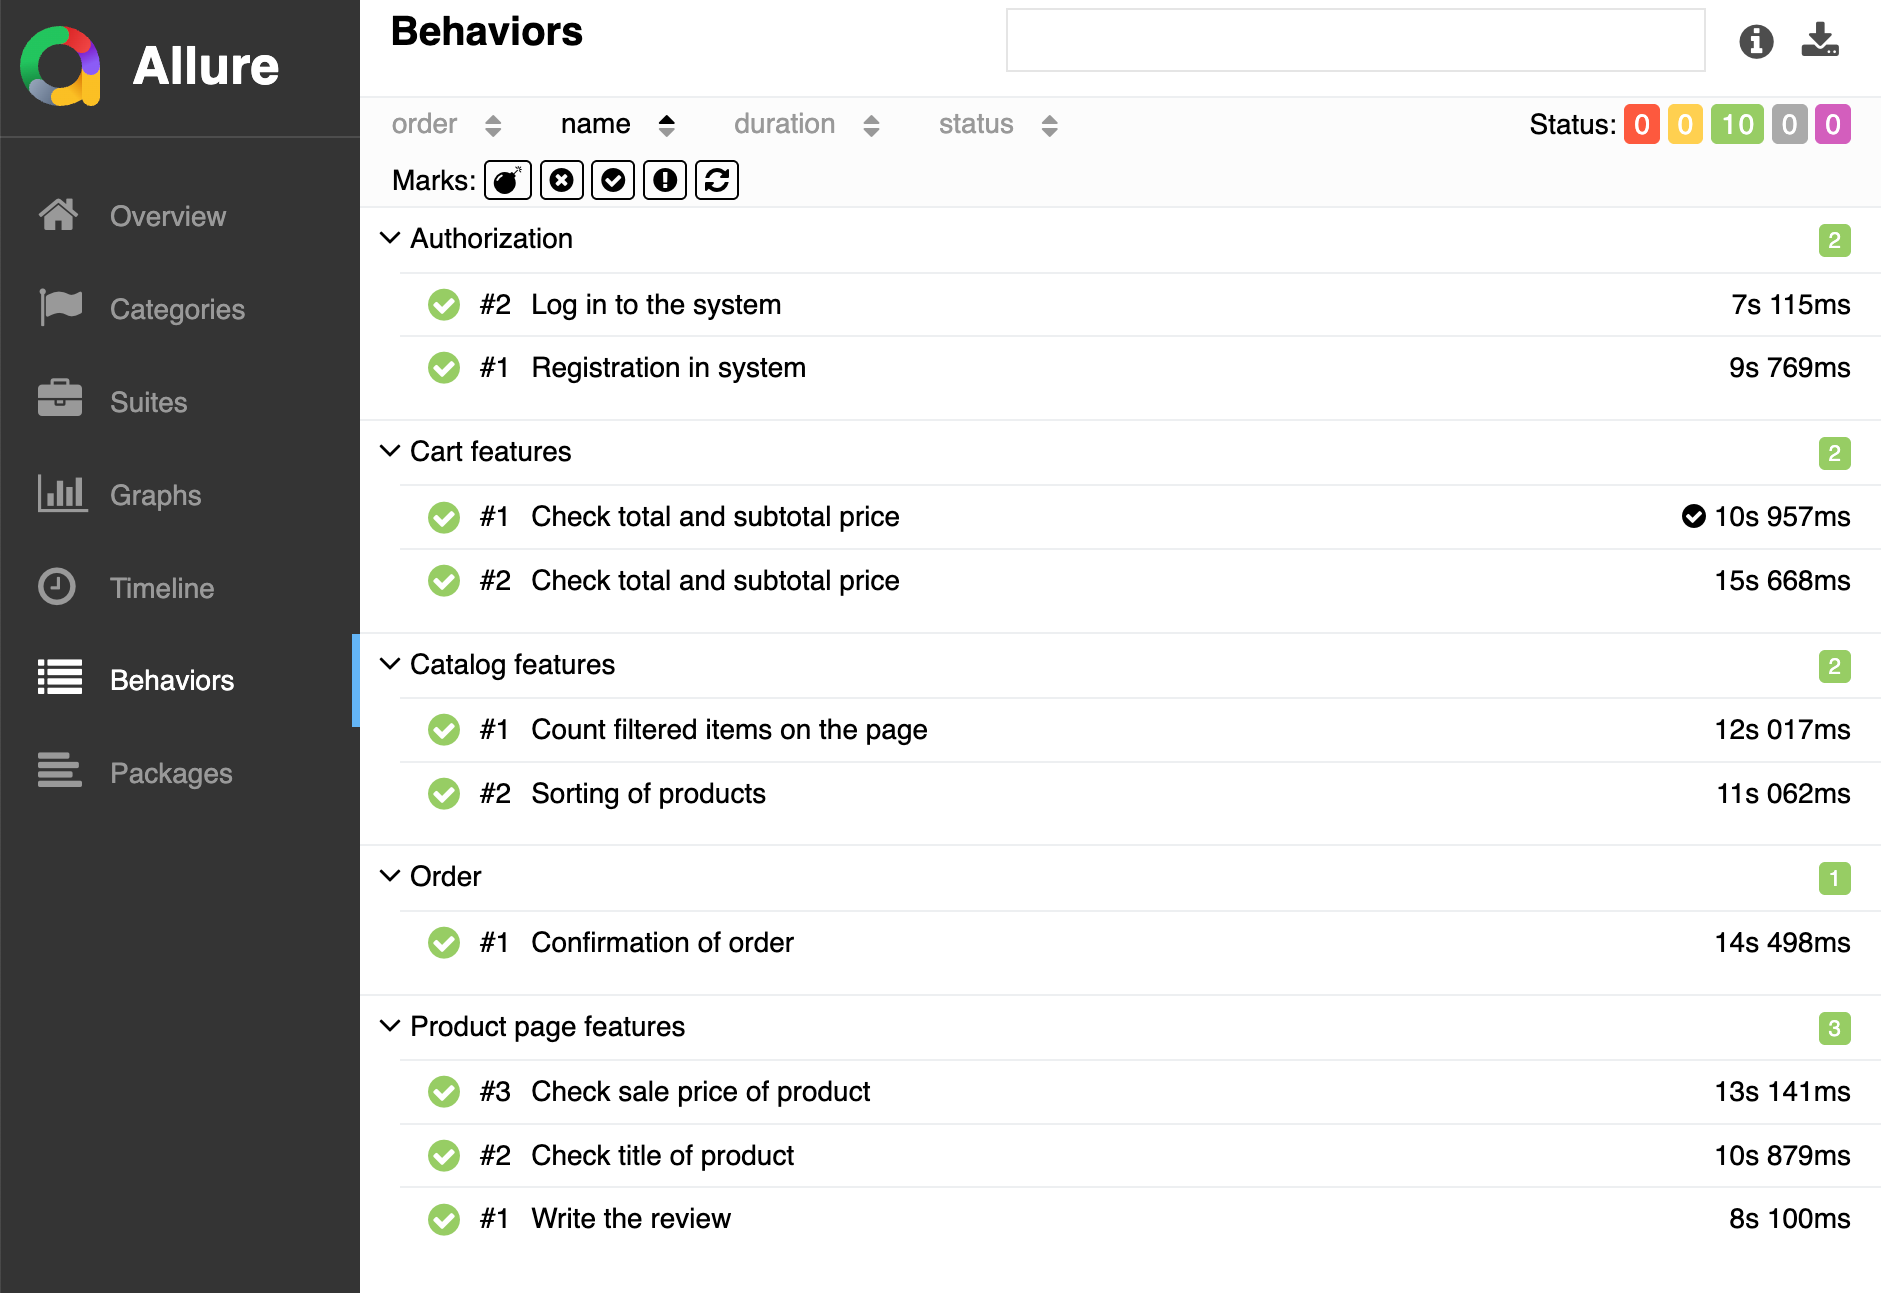 Allure
Overview
Categories
Suites
Graphs
Timeline
Behaviors
Packages
Behaviors
order name duration status Status: 0 0 10 0 0
Marks:
Authorization 2
#2 Log in to the system 7s 115ms
#1 Registration in system 9s 769ms
Cart features 2
#1 Check total and subtotal price 10s 957ms
#2 Check total and subtotal price 15s 668ms
Catalog features 2
#1 Count filtered items on the page 12s 017ms
#2 Sorting of products 11s 062ms
Order 1
#1 Confirmation of order 14s 498ms
Product page features 3
#3 Check sale price of product 13s 141ms
#2 Check title of product 10s 879ms
#1 Write the review 8s 100ms